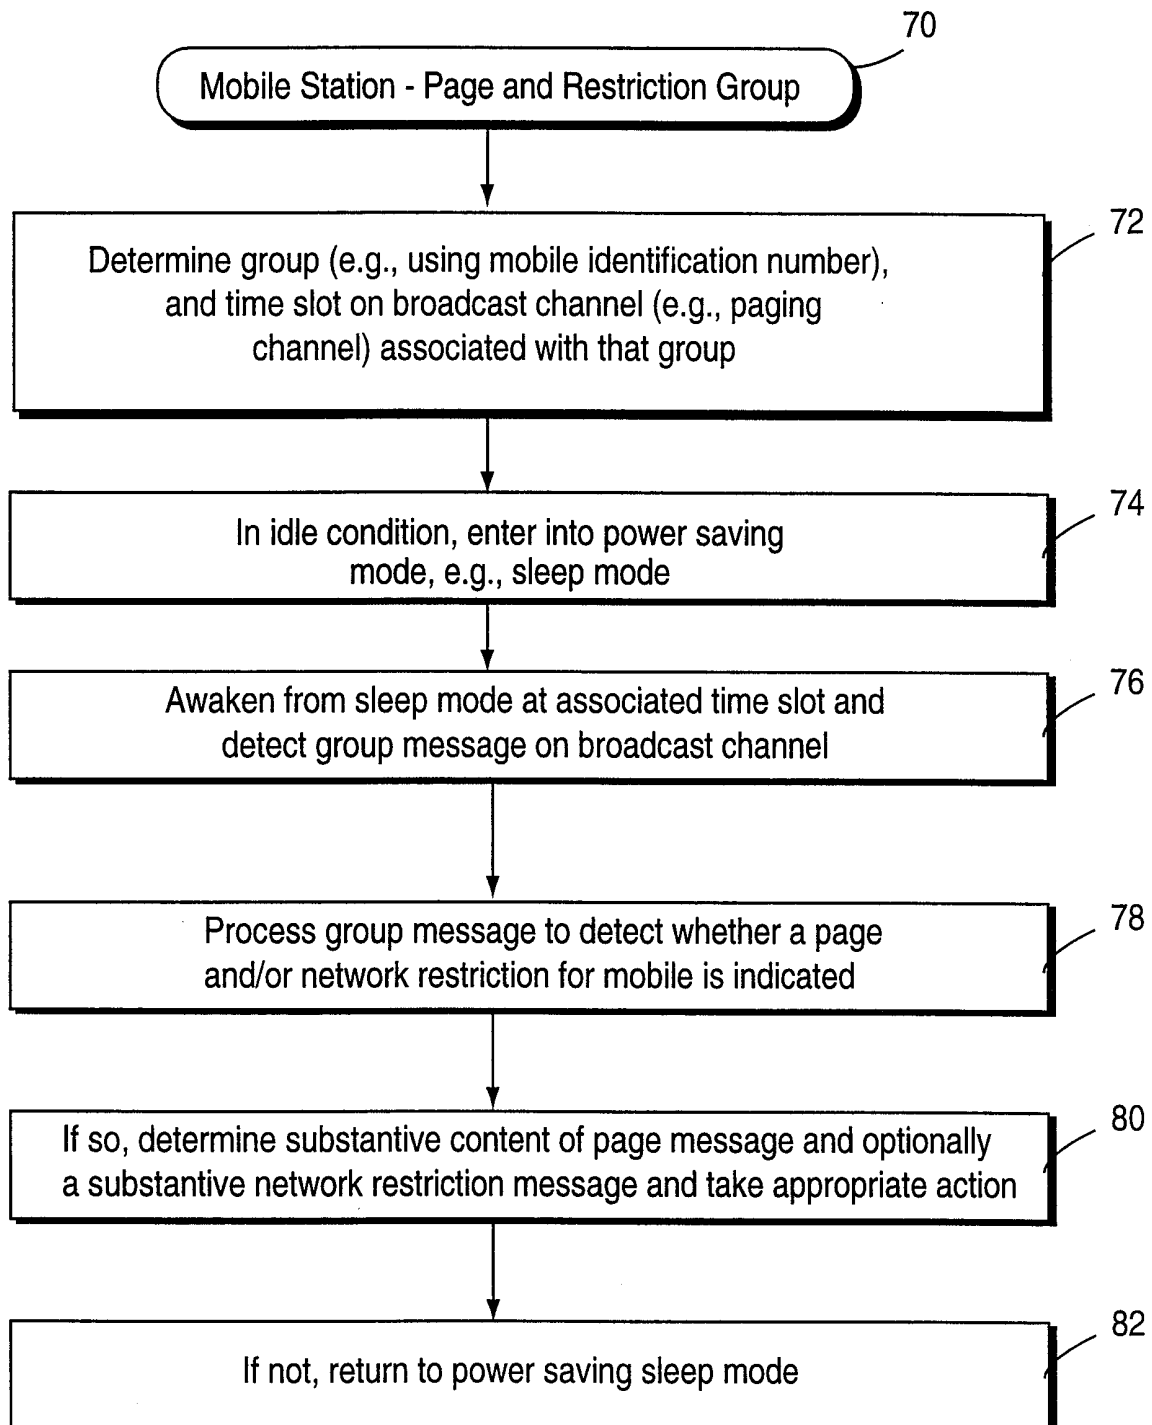 70
Mobile Station - Page and Restriction Group
72
Determine group (e.g., using mobile identification number),
and time slot on broadcast channel (e.g., paging
channel) associated with that group
74
In idle condition, enter into power saving
mode, e.g., sleep mode
76
Awaken from sleep mode at associated time slot and
detect group message on broadcast channel
78
Process group message to detect whether a page
and/or network restriction for mobile is indicated
80
If so, determine substantive content of page message and optionally
a substantive network restriction message and take appropriate action
82
If not, return to power saving sleep mode